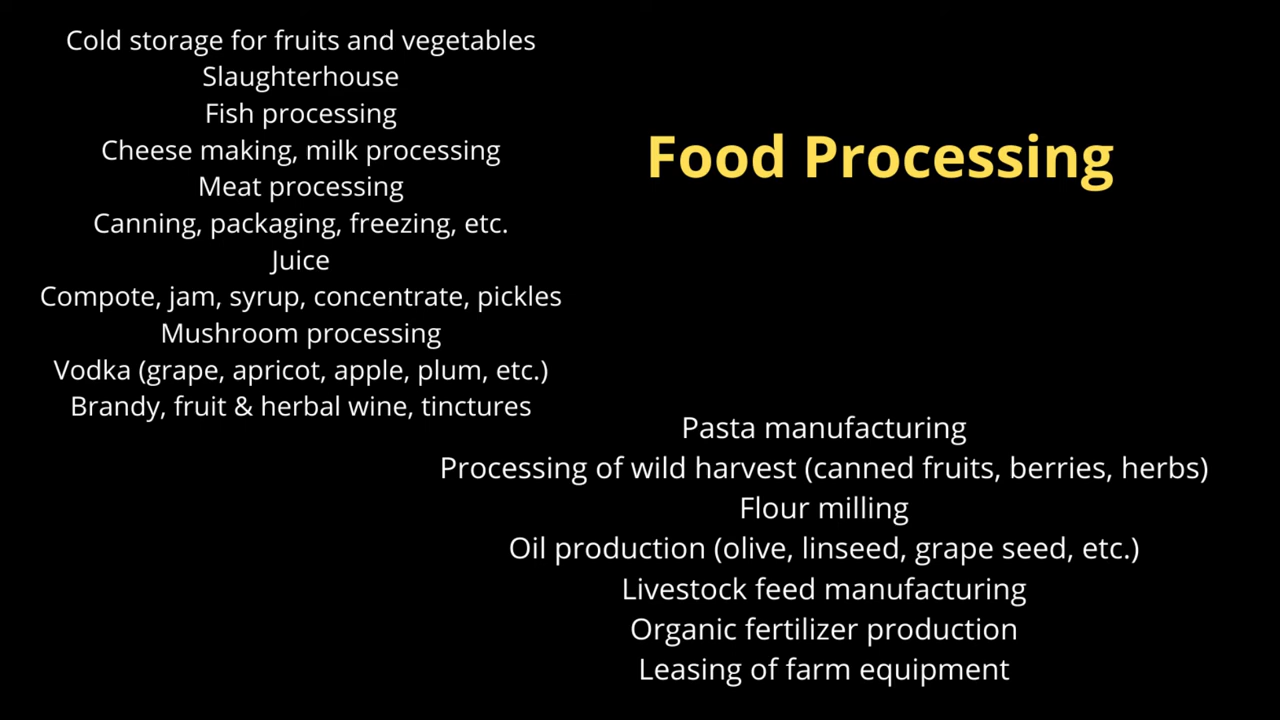 Cold storage for fruits and vegetables
Slaughterhouse
Fish processing
Cheese making, milk processing
Meat processing
Canning, packaging, freezing, etc.
Juice
Compote, jam, syrup, concentrate, pickles
Mushroom processing
Vodka (grape, apricot, apple, plum, etc.)
Brandy, fruit & herbal wine, tinctures
Food Processing
Pasta manufacturing
Processing of wild harvest (canned fruits, berries, herbs)
Flour milling
Oil production (olive, linseed, grape seed, etc.)
Livestock feed manufacturing
Organic fertilizer production
Leasing of farm equipment